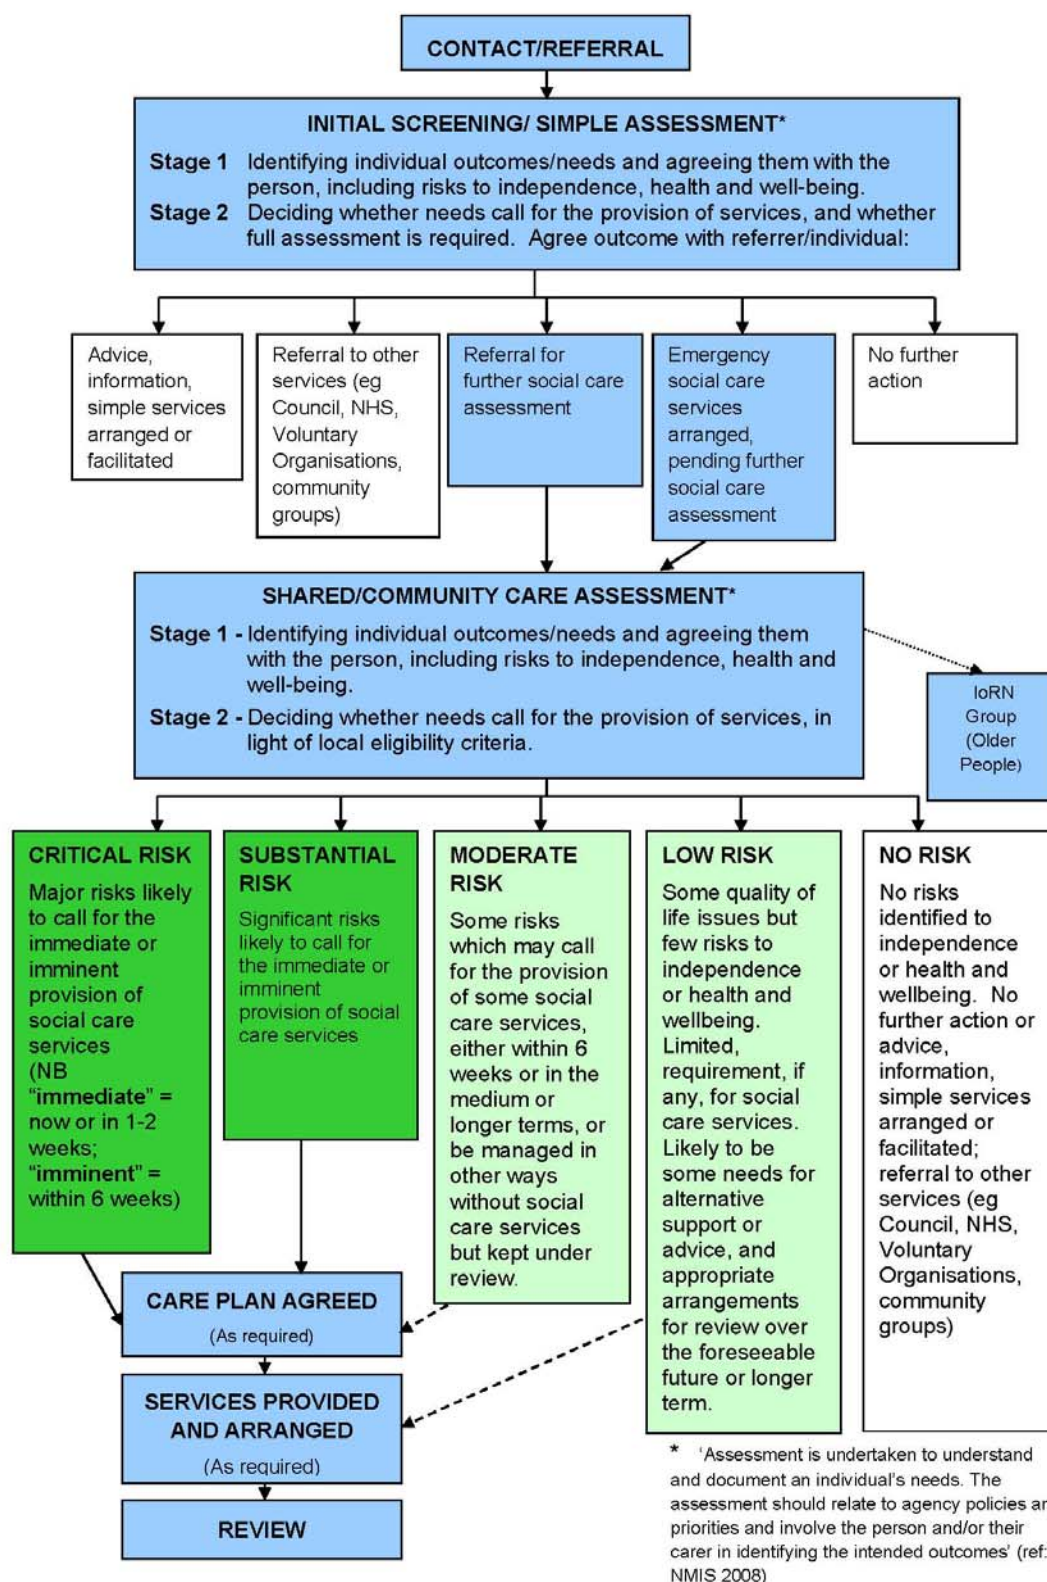 CONTACT/REFERRAL
INITIAL SCREENING/ SIMPLE ASSESSMENT*
Stage 1 Identifying individual outcomes/needs and agreeing them with the
person, including risks to independence, health and well-being.
Stage 2 Deciding whether needs call for the provision of services, and whether
full assessment is required. Agree outcome with referrer/individual:
Advice,
information,
simple services
arranged or
facilitated
Referral to other
services (eg
Council, NHS,
Voluntary
Organisations,
community
groups)
Referral for
further social care
assessment
Emergency
social care
services
arranged,
pending further
social care
assessment
No further
action
SHARED/COMMUNITY CARE ASSESSMENT*
Stage 1 - Identifying individual outcomes/needs and agreeing them
with the person, including risks to independence, health and
well-being.
Stage 2 - Deciding whether needs call for the provision of services, in
light of local eligibility criteria.
IoRN
Group
(Older
People)
CRITICAL RISK
Major risks likely
to call for the
immediate or
imminent
provision of
social care
services
(NB
"immediate" =
now or in 1-2
weeks;
"imminent" =
within 6 weeks)
SUBSTANTIAL
RISK
Significant risks
likely to call for
the immediate or
imminent
provision of social
care services
MODERATE
RISK
Some risks
which may call
for the provision
of some social
care services,
either within 6
weeks or in the
medium or
longer terms, or
be managed in
other ways
without social
care services
but kept under
review.
LOW RISK
Some quality of
life issues but
few risks to
independence
or health and
wellbeing.
Limited,
requirement, if
any, for social
care services.
Likely to be
some needs for
alternative
support or
advice, and
appropriate
arrangements
for review over
the foreseeable
future or longer
term.
NO RISK
No risks
identified to
independence
or health and
wellbeing. No
further action or
advice,
information,
simple services
arranged or
facilitated;
referral to other
services (eg
Council, NHS,
Voluntary
Organisations,
community
groups)
CARE PLAN AGREED
(As required)
SERVICES PROVIDED
AND ARRANGED
(As required)
REVIEW
* 'Assessment is undertaken to understand
and document an individual's needs. The
assessment should relate to agency policies
priorities and involve the person and/or their
carer in identifying the intended outcomes' (ref:
NMIS 2008)